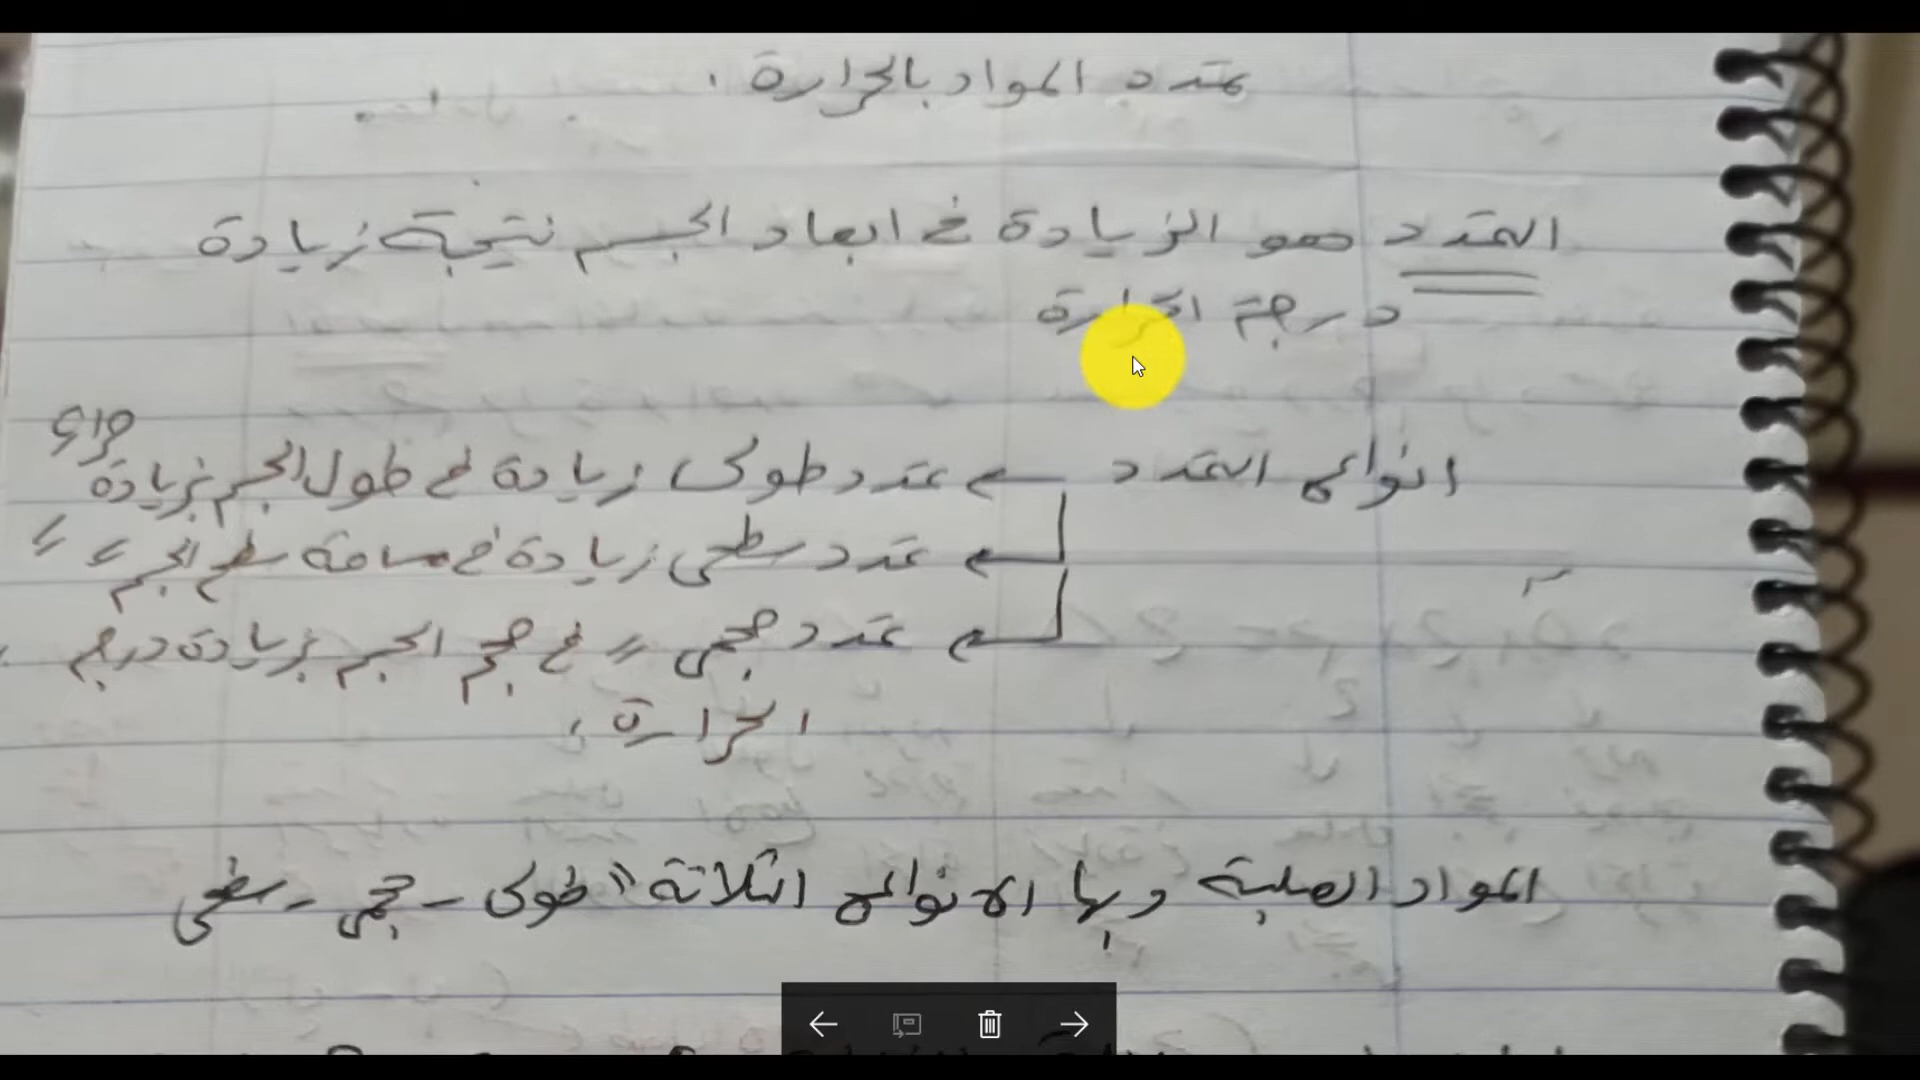 تمدد المواد بالحرارة .
التمدد هو الزيادة في ابعاد الجسم نتيجة زيادة
درجة الحرارة
انواع التمدد ← تمدد طولى زيادة في طول الجسم بزيادة
← تمدد سطحى زيادة في مساحة سطح الجسم " "
← تمدد حجمى " في حجم الجسم بزيادة درجة
الحرارة .
المواد الصلبة وبها الانواع الثلاثة " طولى - حجمى - سطحى